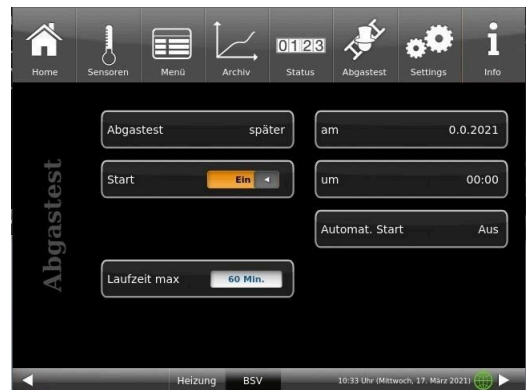 0123
Home Sensoren Menü Archiv Status Abgastest Settings Info
Abgastest
Abgastest später
am 0.0.2021
Start Ein
um 00:00
Automat. Start Aus
Laufzeit max 60 Min.
Heizung BSV 10:33 Uhr (Mittwoch, 17. März 2021)